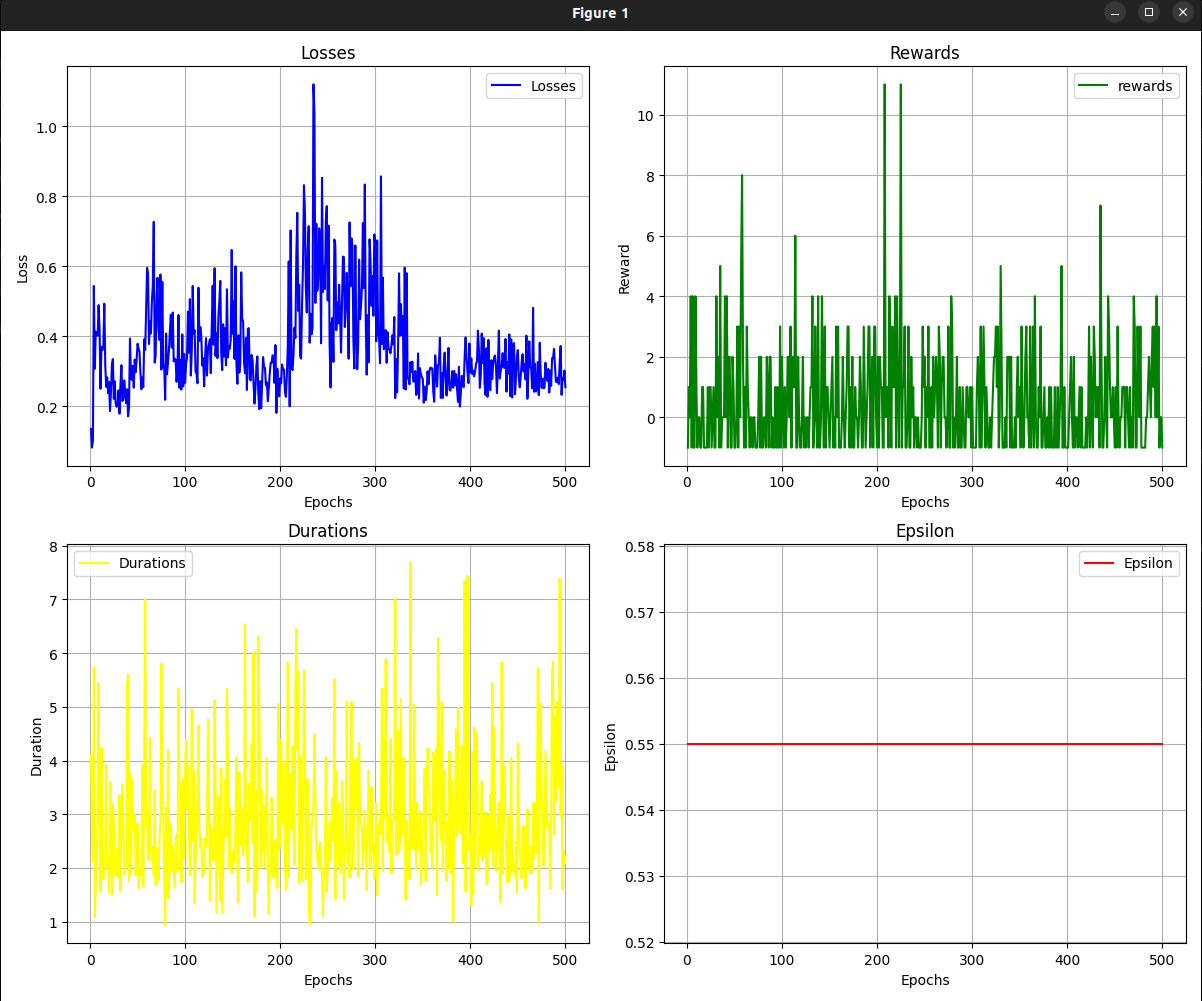 Figure 1
Losses
Losses
1.0
0.8
0.6
0.4
0.2
Loss
0 100 200 300 400 500
Epochs
Rewards
rewards
10
8
6
4
2
0
Reward
0 100 200 300 400 500
Epochs
Durations
Durations
8
7
6
5
4
3
2
1
Duration
0 100 200 300 400 500
Epochs
Epsilon
Epsilon
0.58
0.57
0.56
0.55
0.54
0.53
0.52
Epsilon
0 100 200 300 400 500
Epochs